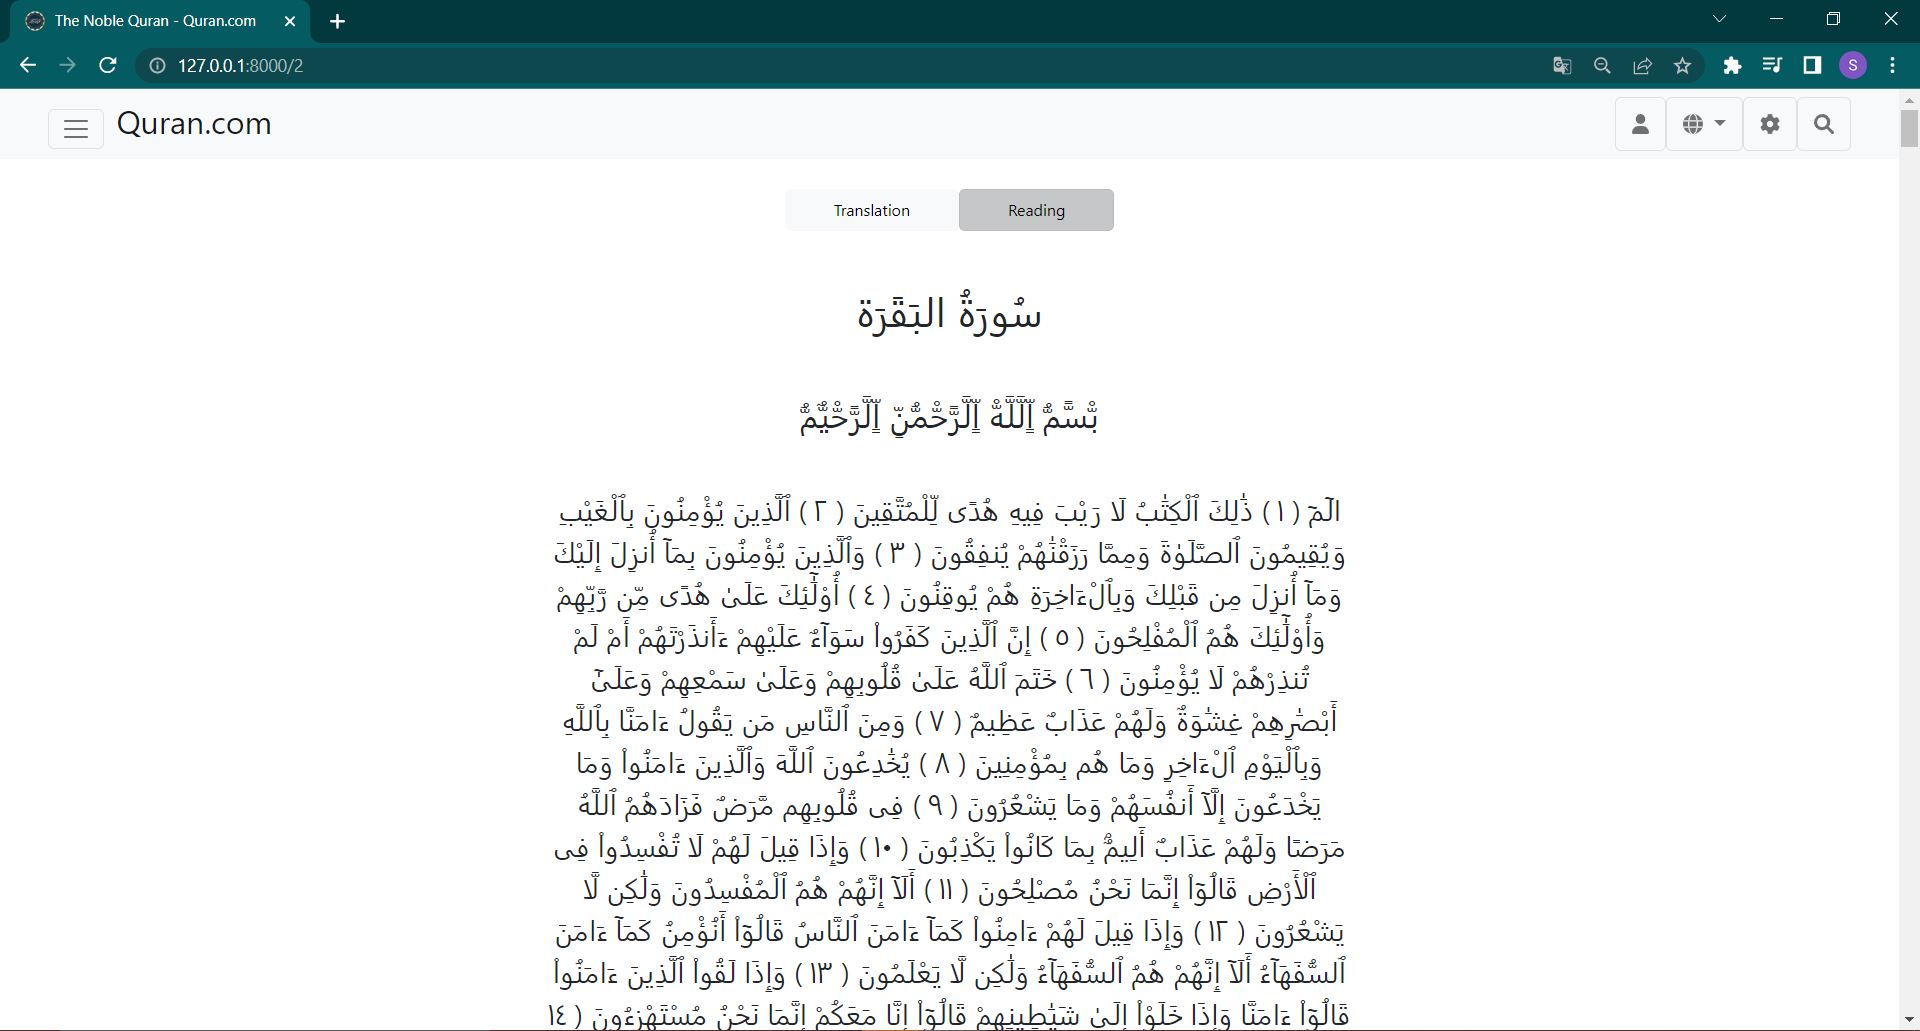 The Noble Quran - Quran.com
127.0.0.1:8000/2
S
Quran.com
Translation
Reading
سُورَةُ البَقَرَة
الٓمٓ (١) ذَٰلِكَ ٱلْكِتَٰبُ لَا رَيْبَ فِيهِ هُدًى لِّلْمُتَّقِينَ ( ٢ ) ٱلَّذِينَ يُؤْمِنُونَ بِٱلْغَيْبِ
وَيُقِيمُونَ ٱلصَّلَوٰةَ وَمِمَّا رَزَقْنَٰهُمْ يُنفِقُونَ ( ٣ ) وَٱلَّذِينَ يُؤْمِنُونَ بِمَآ أُنزِلَ إِلَيْكَ
وَمَآ أُنزِلَ مِن قَبْلِكَ وَبِٱلْءَاخِرَةِ هُمْ يُوقِنُونَ ( ٤ ) أُو۟لَٰٓئِكَ عَلَىٰ هُدًى مِّن رَّبِّهِمْ
وَأُو۟لَٰٓئِكَ هُمُ ٱلْمُفْلِحُونَ ( ٥ ) إِنَّ ٱلَّذِينَ كَفَرُوا۟ سَوَآءٌ عَلَيْهِمْ ءَأَنذَرْتَهُمْ أَمْ لَمْ
تُنذِرْهُمْ لَا يُؤْمِنُونَ ( ٦ ) خَتَمَ ٱللَّهُ عَلَىٰ قُلُوبِهِمْ وَعَلَىٰ سَمْعِهِمْ وَعَلَىٰٓ
أَبْصَٰرِهِمْ غِشَٰوَةٌ وَلَهُمْ عَذَابٌ عَظِيمٌ ( ٧ ) وَمِنَ ٱلنَّاسِ مَن يَقُولُ ءَامَنَّا بِٱللَّهِ
وَبِٱلْيَوْمِ ٱلْءَاخِرِ وَمَا هُم بِمُؤْمِنِينَ ( ٨ ) يُخَٰدِعُونَ ٱللَّهَ وَٱلَّذِينَ ءَامَنُوا۟ وَمَا
يَخْدَعُونَ إِلَّآ أَنفُسَهُمْ وَمَا يَشْعُرُونَ ( ٩ ) فِى قُلُوبِهِم مَّرَضٌ فَزَادَهُمُ ٱللَّهُ
مَرَضًا وَلَهُمْ عَذَابٌ أَلِيمٌۢ بِمَا كَانُوا۟ يَكْذِبُونَ ( ١٠ ) وَإِذَا قِيلَ لَهُمْ لَا تُفْسِدُوا۟ فِى
ٱلْأَرْضِ قَالُوٓا۟ إِنَّمَا نَحْنُ مُصْلِحُونَ ( ١١ ) أَلَآ إِنَّهُمْ هُمُ ٱلْمُفْسِدُونَ وَلَٰكِن لَّا
يَشْعُرُونَ ( ١٢ ) وَإِذَا قِيلَ لَهُمْ ءَامِنُوا۟ كَمَآ ءَامَنَ ٱلنَّاسُ قَالُوٓا۟ أَنُؤْمِنُ كَمَآ ءَامَنَ
ٱلسُّفَهَآءُ أَلَآ إِنَّهُمْ هُمُ ٱلسُّفَهَآءُ وَلَٰكِن لَّا يَعْلَمُونَ ( ١٣ ) وَإِذَا لَقُوا۟ ٱلَّذِينَ ءَامَنُوا۟
قَالُوٓا۟ ءَامَنَّا وَإِذَا خَلَوْا۟ إِلَىٰ شَيَٰطِينِهِمْ قَالُوٓا۟ إِنَّا مَعَكُمْ إِنَّمَا نَحْنُ مُسْتَهْزِءُونَ ( ١٤